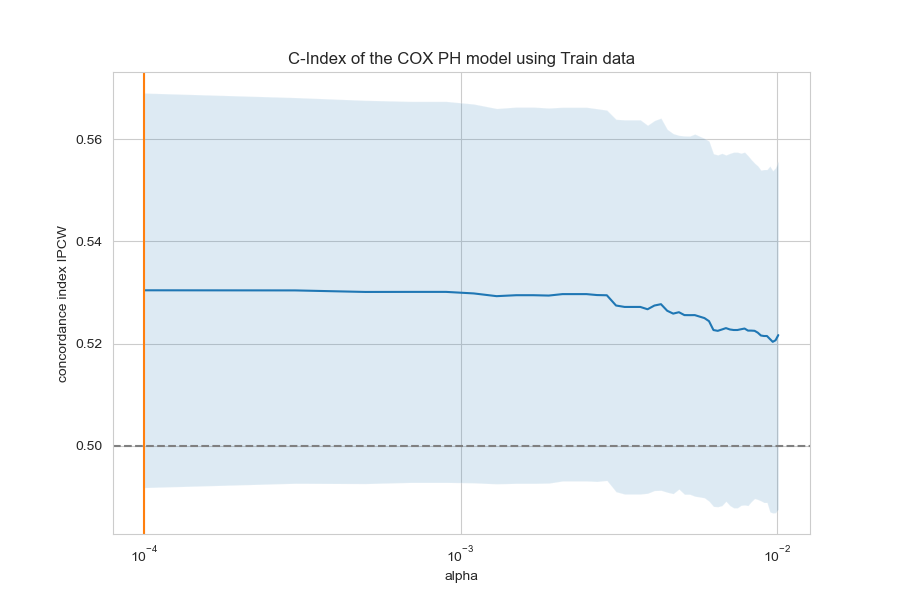 C-Index of the COX PH model using Train data
concordance index IPCW
0.56
0.54
0.52
0.50
10⁻⁴
10⁻³
10⁻²
alpha